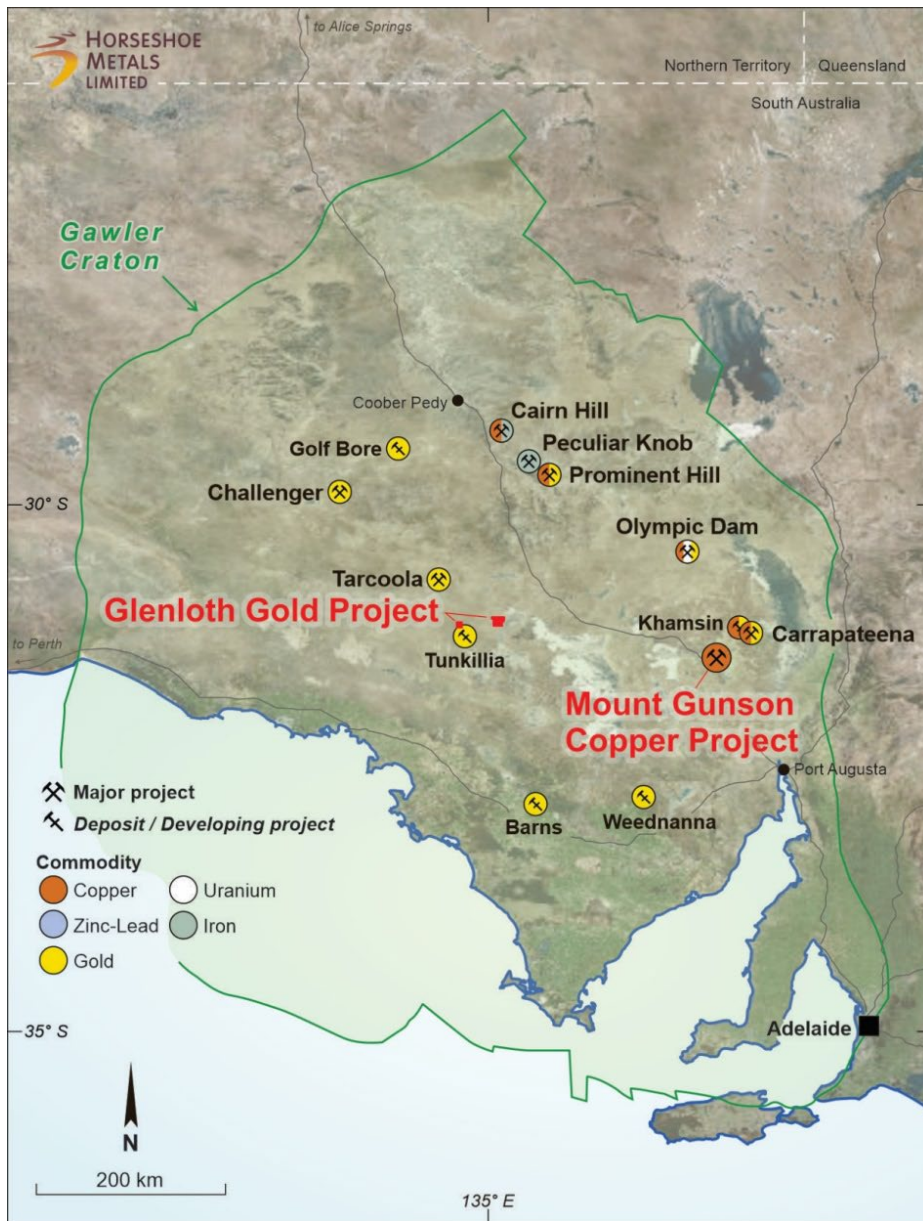 HORSESHOE
METALS
LIMITED
to Alice Springs
Northern Territory
Queensland
South Australia
Gawler
Craton
Coober Pedy
Cairn Hill
Golf Bore
Peculiar Knob
Challenger
Prominent Hill
30° S
Olympic Dam
Tarcoola
Glenloth Gold Project
Khamsin
Carrapateena
to Perth
Tunkillia
Mount Gunson
Copper Project
Port Augusta
Major project
Deposit / Developing project
Barns
Weednanna
Commodity
Copper
Uranium
Zinc-Lead
Iron
Gold
35° S
Adelaide
N
200 km
135° E